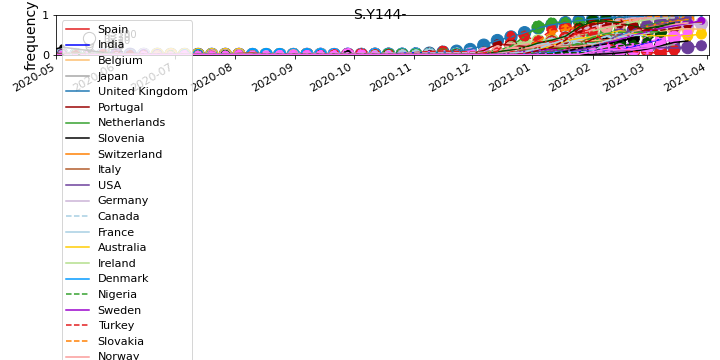 S.Y144-
frequency
1
0
2020-05
2020-07
2020-08
2020-09
2020-10
2020-11
2020-12
2021-01
2021-02
2021-03
2021-04
Spain
India
Belgium
Japan
United Kingdom
Portugal
Netherlands
Slovenia
Switzerland
Italy
USA
Germany
Canada
France
Australia
Ireland
Denmark
Nigeria
Sweden
Turkey
Slovakia
Norway